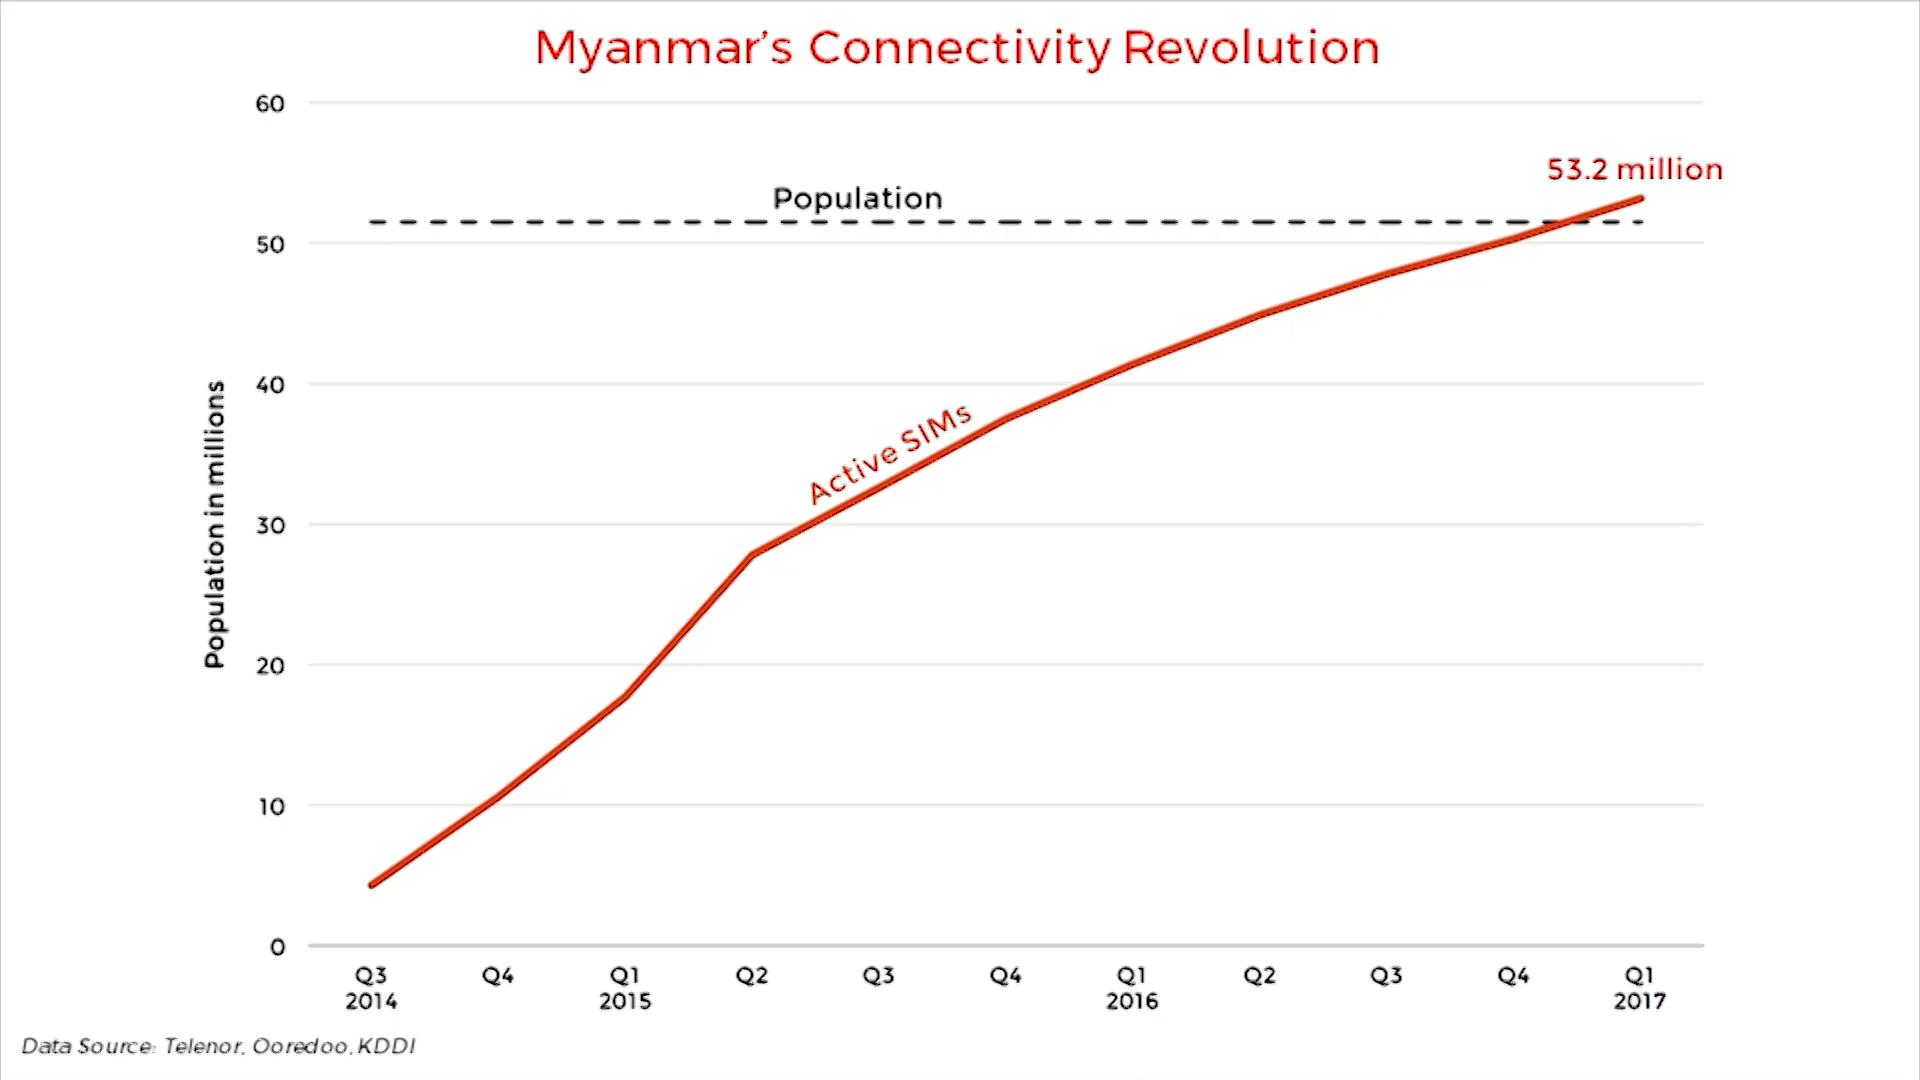 Myanmar's Connectivity Revolution
60
53.2 million
Population
50
40
Active SIMs
Population in millions
30
20
10
0
Q3 Q4 Q1 Q2 Q3 Q4 Q1 Q2 Q3 Q4 Q1
2014 2015 2016 2017
Data Source: Telenor, Ooredoo, KDDI